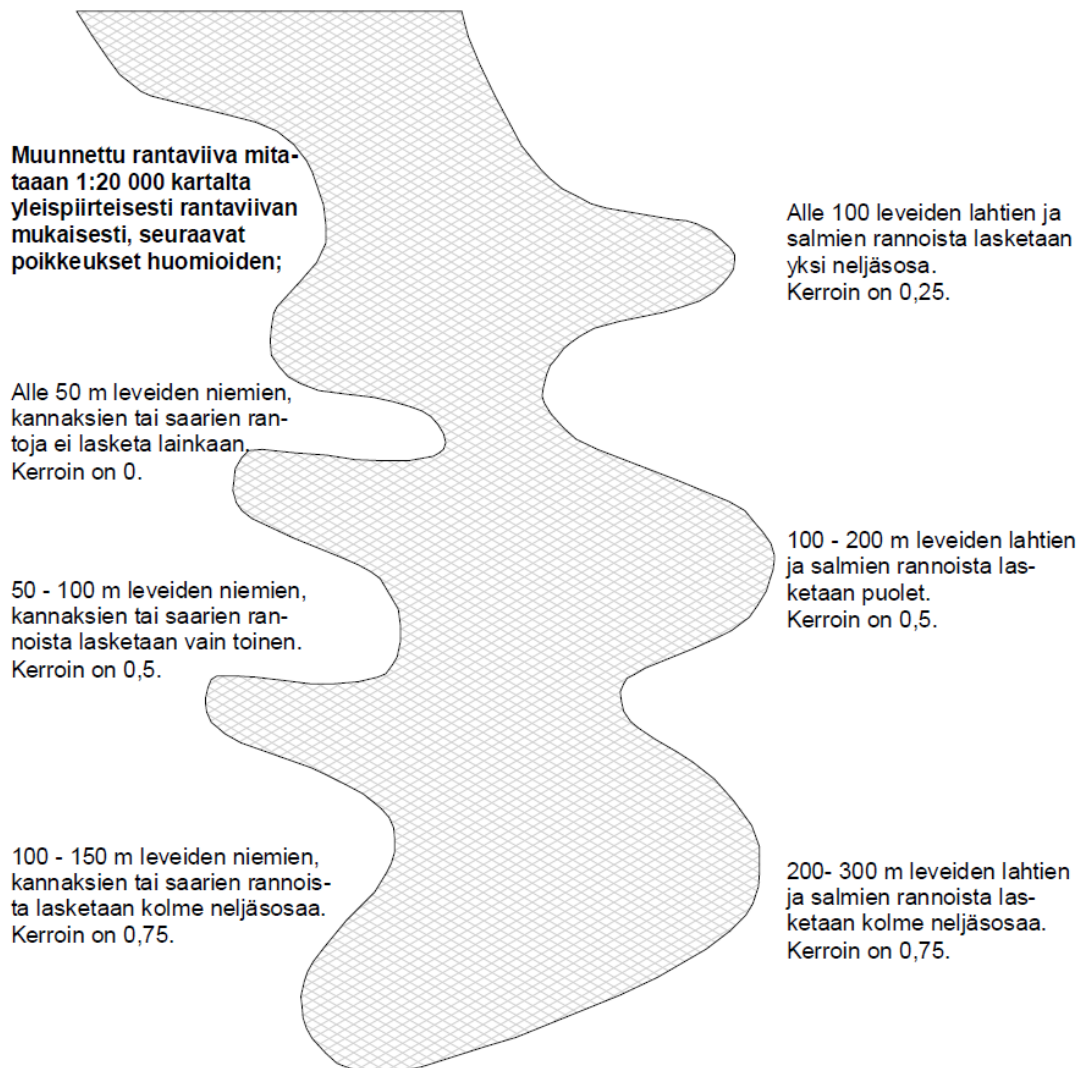 Muunnettu rantaviiva mita-
taaan 1:20 000 kartalta
yleispiirteisesti rantaviivan
mukaisesti, seuraavat
poikkeukset huomioiden;
Alle 50 m leveiden niemien,
kannaksien tai saarien ran-
toja ei lasketa lainkaan.
Kerroin on 0.
50 - 100 m leveiden niemien,
kannaksien tai saarien ran-
noista lasketaan vain toinen.
Kerroin on 0,5.
100 - 150 m leveiden niemien,
kannaksien tai saarien rannois-
ta lasketaan kolme neljäsosaa.
Kerroin on 0,75.
Alle 100 leveiden lahtien ja
salmien rannoista lasketaan
yksi neljäsosa.
Kerroin on 0,25.
100 - 200 m leveiden lahtien
ja salmien rannoista las-
ketaan puolet.
Kerroin on 0,5.
200- 300 m leveiden lahtien
ja salmien rannoista las-
ketaan kolme neljäsosaa.
Kerroin on 0,75.